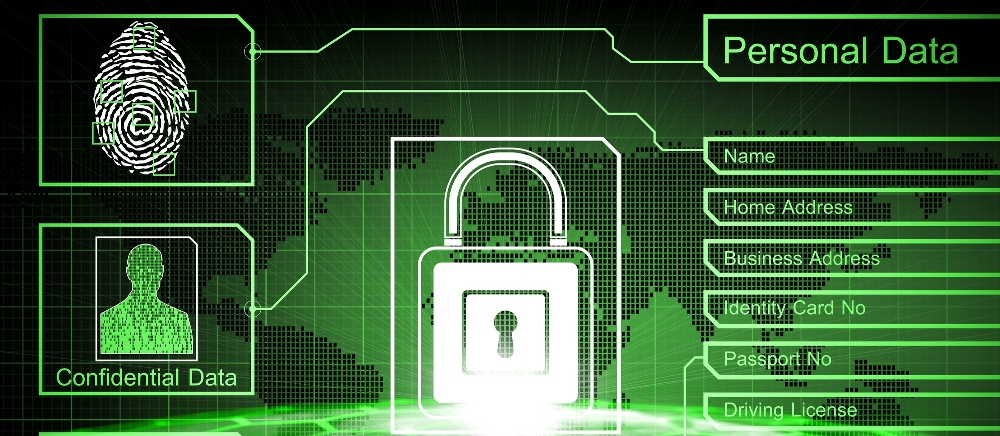 Personal Data
Name
Home Address
Business Address
Identity Card No
Passport No
Driving License
Confidential Data